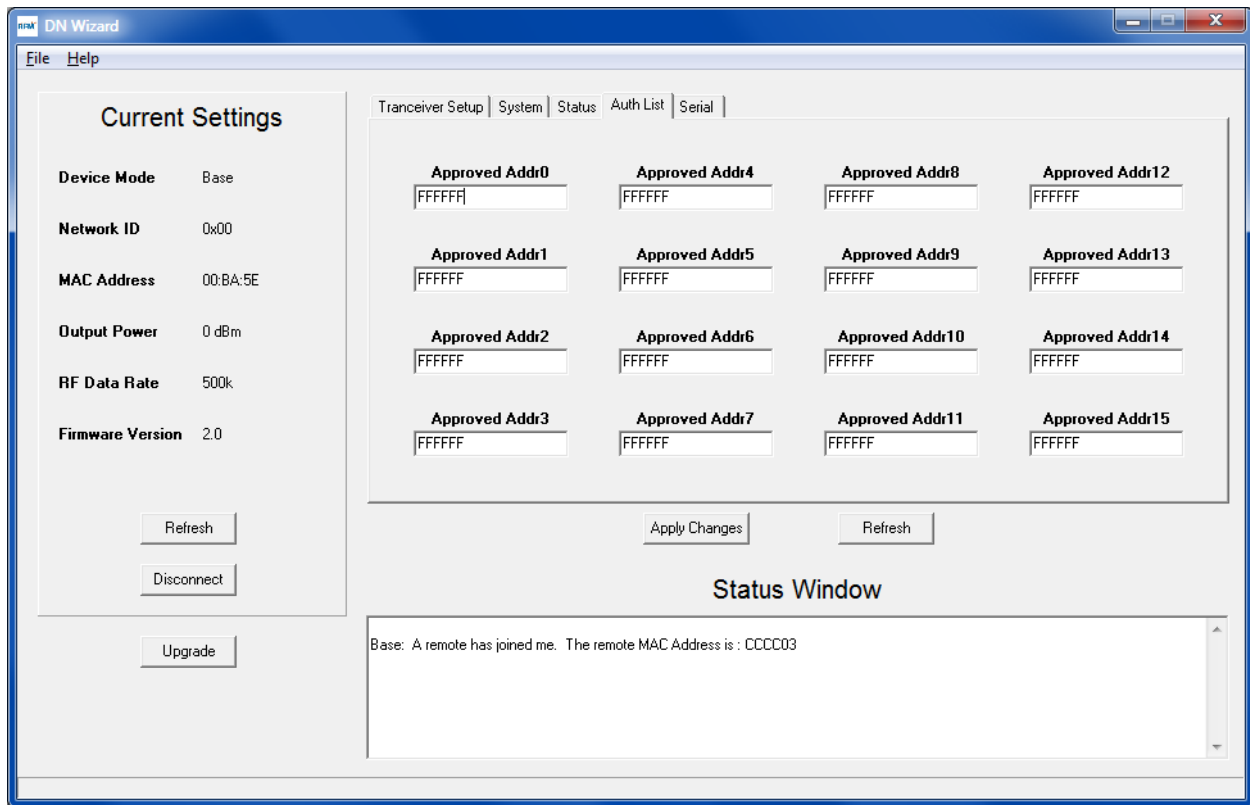 RFM DN Wizard
File Help
Current Settings
Device Mode Base
Network ID 0x00
MAC Address 00:BA:5E
Output Power 0 dBm
RF Data Rate 500k
Firmware Version 2.0
Refresh
Disconnect
Upgrade
Tranceiver Setup System Status Auth List Serial
Approved Addr0 Approved Addr4 Approved Addr8 Approved Addr12
FFFFFF FFFFFF FFFFFF FFFFFF
Approved Addr1 Approved Addr5 Approved Addr9 Approved Addr13
FFFFFF FFFFFF FFFFFF FFFFFF
Approved Addr2 Approved Addr6 Approved Addr10 Approved Addr14
FFFFFF FFFFFF FFFFFF FFFFFF
Approved Addr3 Approved Addr7 Approved Addr11 Approved Addr15
FFFFFF FFFFFF FFFFFF FFFFFF
Apply Changes Refresh
Status Window
Base: A remote has joined me. The remote MAC Address is : CCCC03